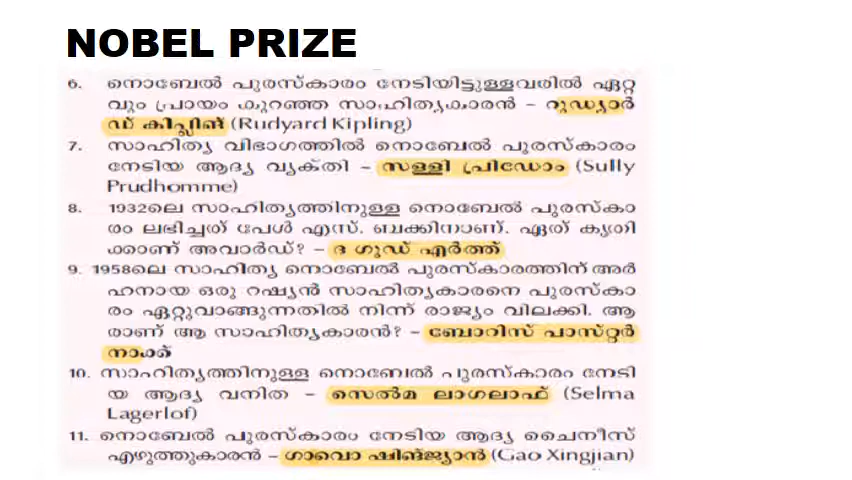 NOBEL PRIZE
6. നൊബേൽ പുരസ്കാരം നേടിയിട്ടുള്ളവരിൽ ഏറ്റ
വും പ്രായം കുറഞ്ഞ സാഹിത്യകാരൻ – റുഡ്യാർ
ഡ് കിപ്ലിങ് (Rudyard Kipling)
7. സാഹിത്യ വിഭാഗത്തിൽ നൊബേൽ പുരസ്കാരം
നേടിയ ആദ്യ വ്യക്തി – സള്ളി പ്രിഡോം (Sully
Prudhomme)
8. 1932ലെ സാഹിത്യത്തിനുള്ള നൊബേൽ പുരസ്കാ
രം ലഭിച്ചത് പേൾ എസ്. ബക്കിനാണ്. ഏത് കൃതി
ക്കാണ് അവാർഡ്? – ദ ഗുഡ് എർത്ത്
9. 1958ലെ സാഹിത്യ നൊബേൽ പുരസ്കാരത്തിന് അർ
ഹനായ ഒരു റഷ്യൻ സാഹിത്യകാരനെ പുരസ്കാ
രം ഏറ്റുവാങ്ങുന്നതിൽ നിന്ന് രാജ്യം വിലക്കി. ആ
രാണ് ആ സാഹിത്യകാരൻ? – ബോറിസ് പാസ്റ്റർ
നാക്
10. സാഹിത്യത്തിനുള്ള നൊബേൽ പുരസ്കാരം നേടി
യ ആദ്യ വനിത – സെൽമ ലാഗലാഫ് (Selma
Lagerlof)
11. നൊബേൽ പുരസ്കാരം നേടിയ ആദ്യ ചൈനീസ്
എഴുത്തുകാരൻ – ഗാവൊ ഷിങ്ജ്യാൻ (Gao Xingjian)